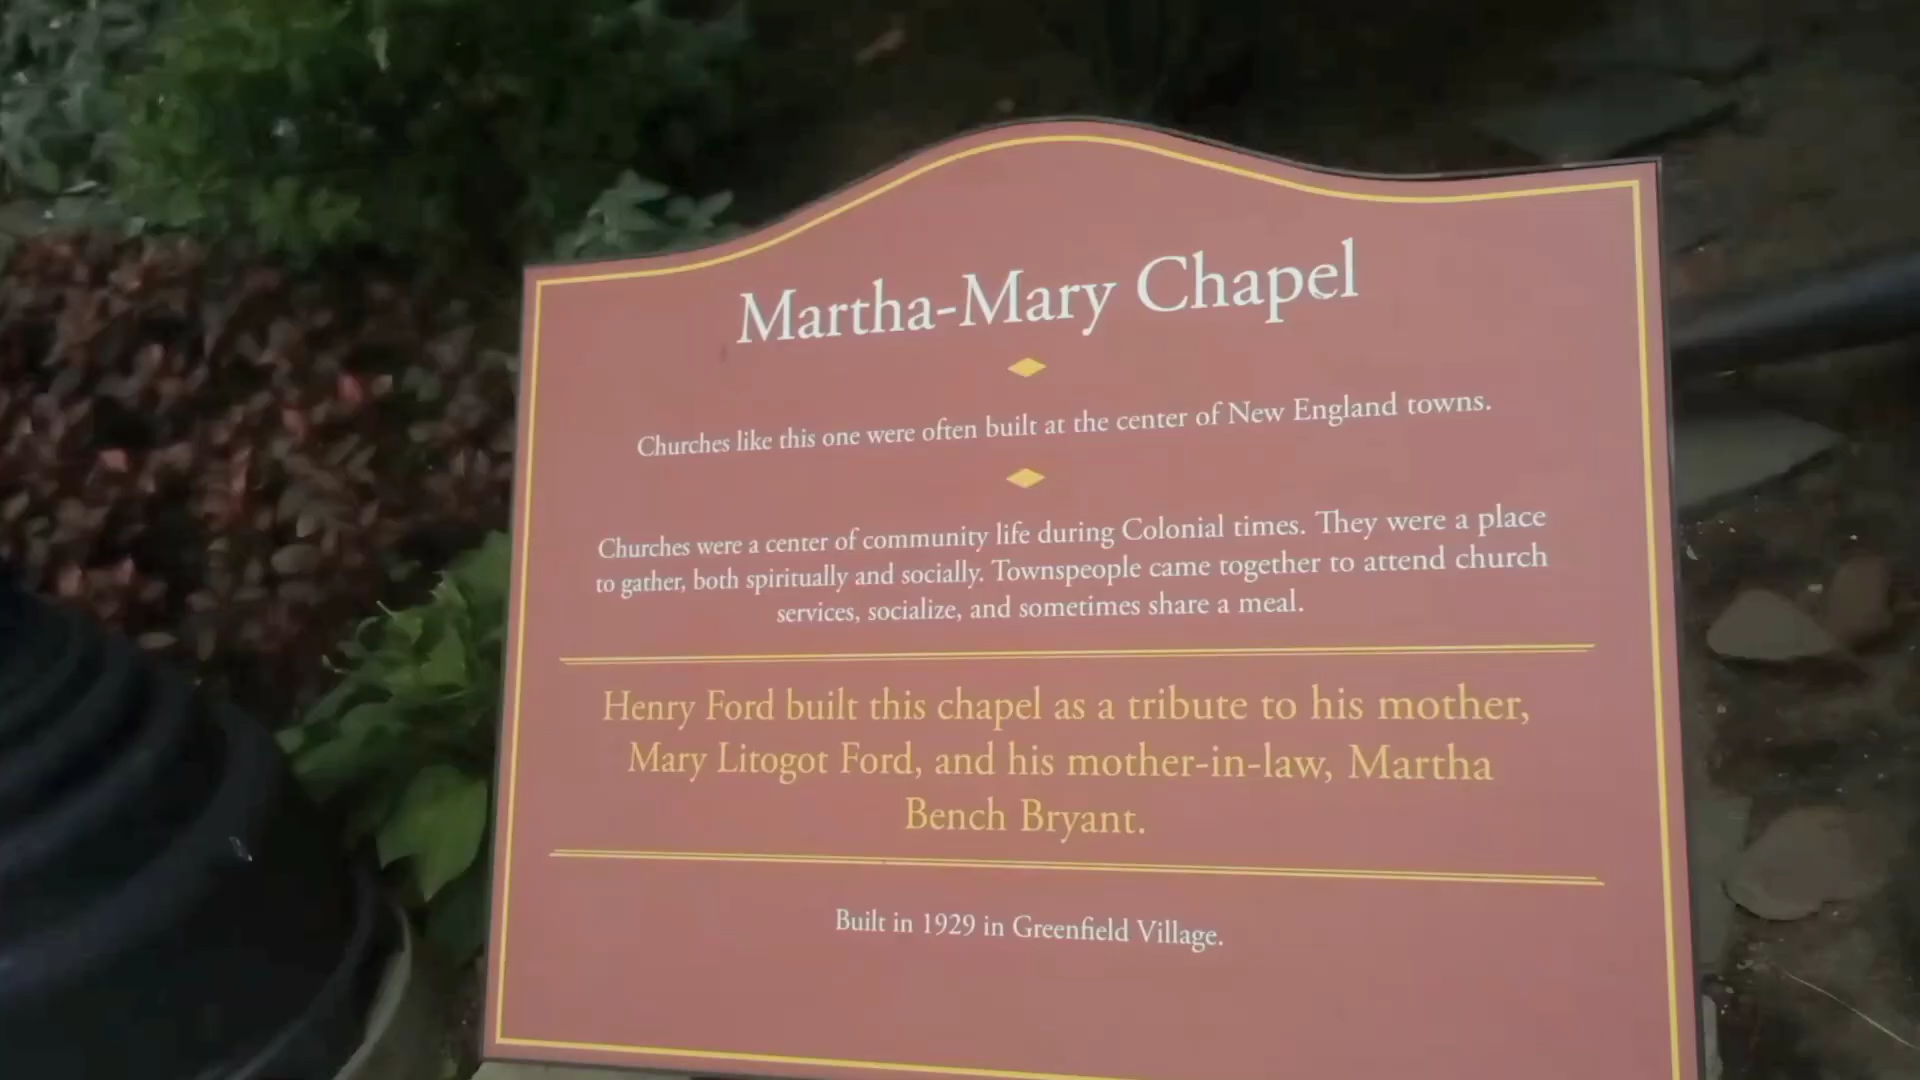 Martha-Mary Chapel
Churches like this one were often built at the center of New England towns.
Churches were a center of community life during Colonial times. They were a place
to gather, both spiritually and socially. Townspeople came together to attend church
services, socialize, and sometimes share a meal.
Henry Ford built this chapel as a tribute to his mother,
Mary Litogot Ford, and his mother-in-law, Martha
Bench Bryant.
Built in 1929 in Greenfield Village.